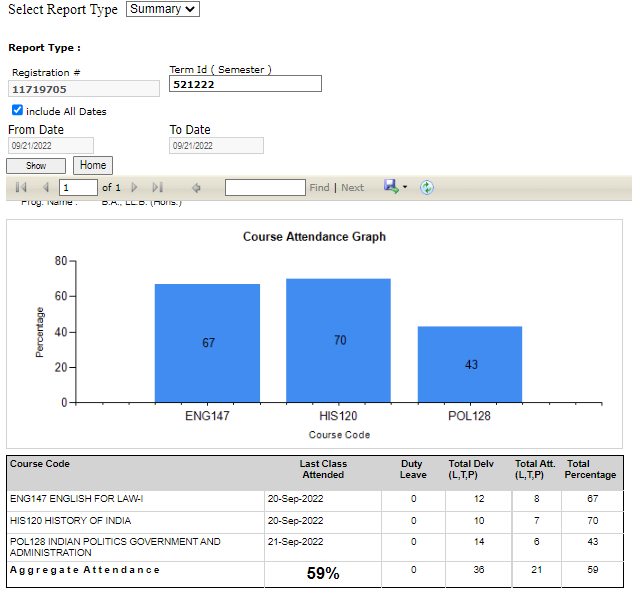 Select Report Type Summary
Report Type :
Registration # Term Id ( Semester )
11719705 521222
include All Dates
From Date To Date
09/21/2022 09/21/2022
Show Home
1 of 1 Find | Next
Prog. Name : B.A., LL.B. (Hons.)
Course Attendance Graph
80
60
40
20
0
Percentage
67 70 43
ENG147 HIS120 POL128
Course Code
Course Code Last Class Attended Duty Leave Total Delv (L,T,P) Total Att. (L,T,P) Total Percentage
ENG147 ENGLISH FOR LAW-I 20-Sep-2022 0 12 8 67
HIS120 HISTORY OF INDIA 20-Sep-2022 0 10 7 70
POL128 INDIAN POLITICS GOVERNMENT AND ADMINISTRATION 21-Sep-2022 0 14 6 43
Aggregate Attendance 59% 0 36 21 59